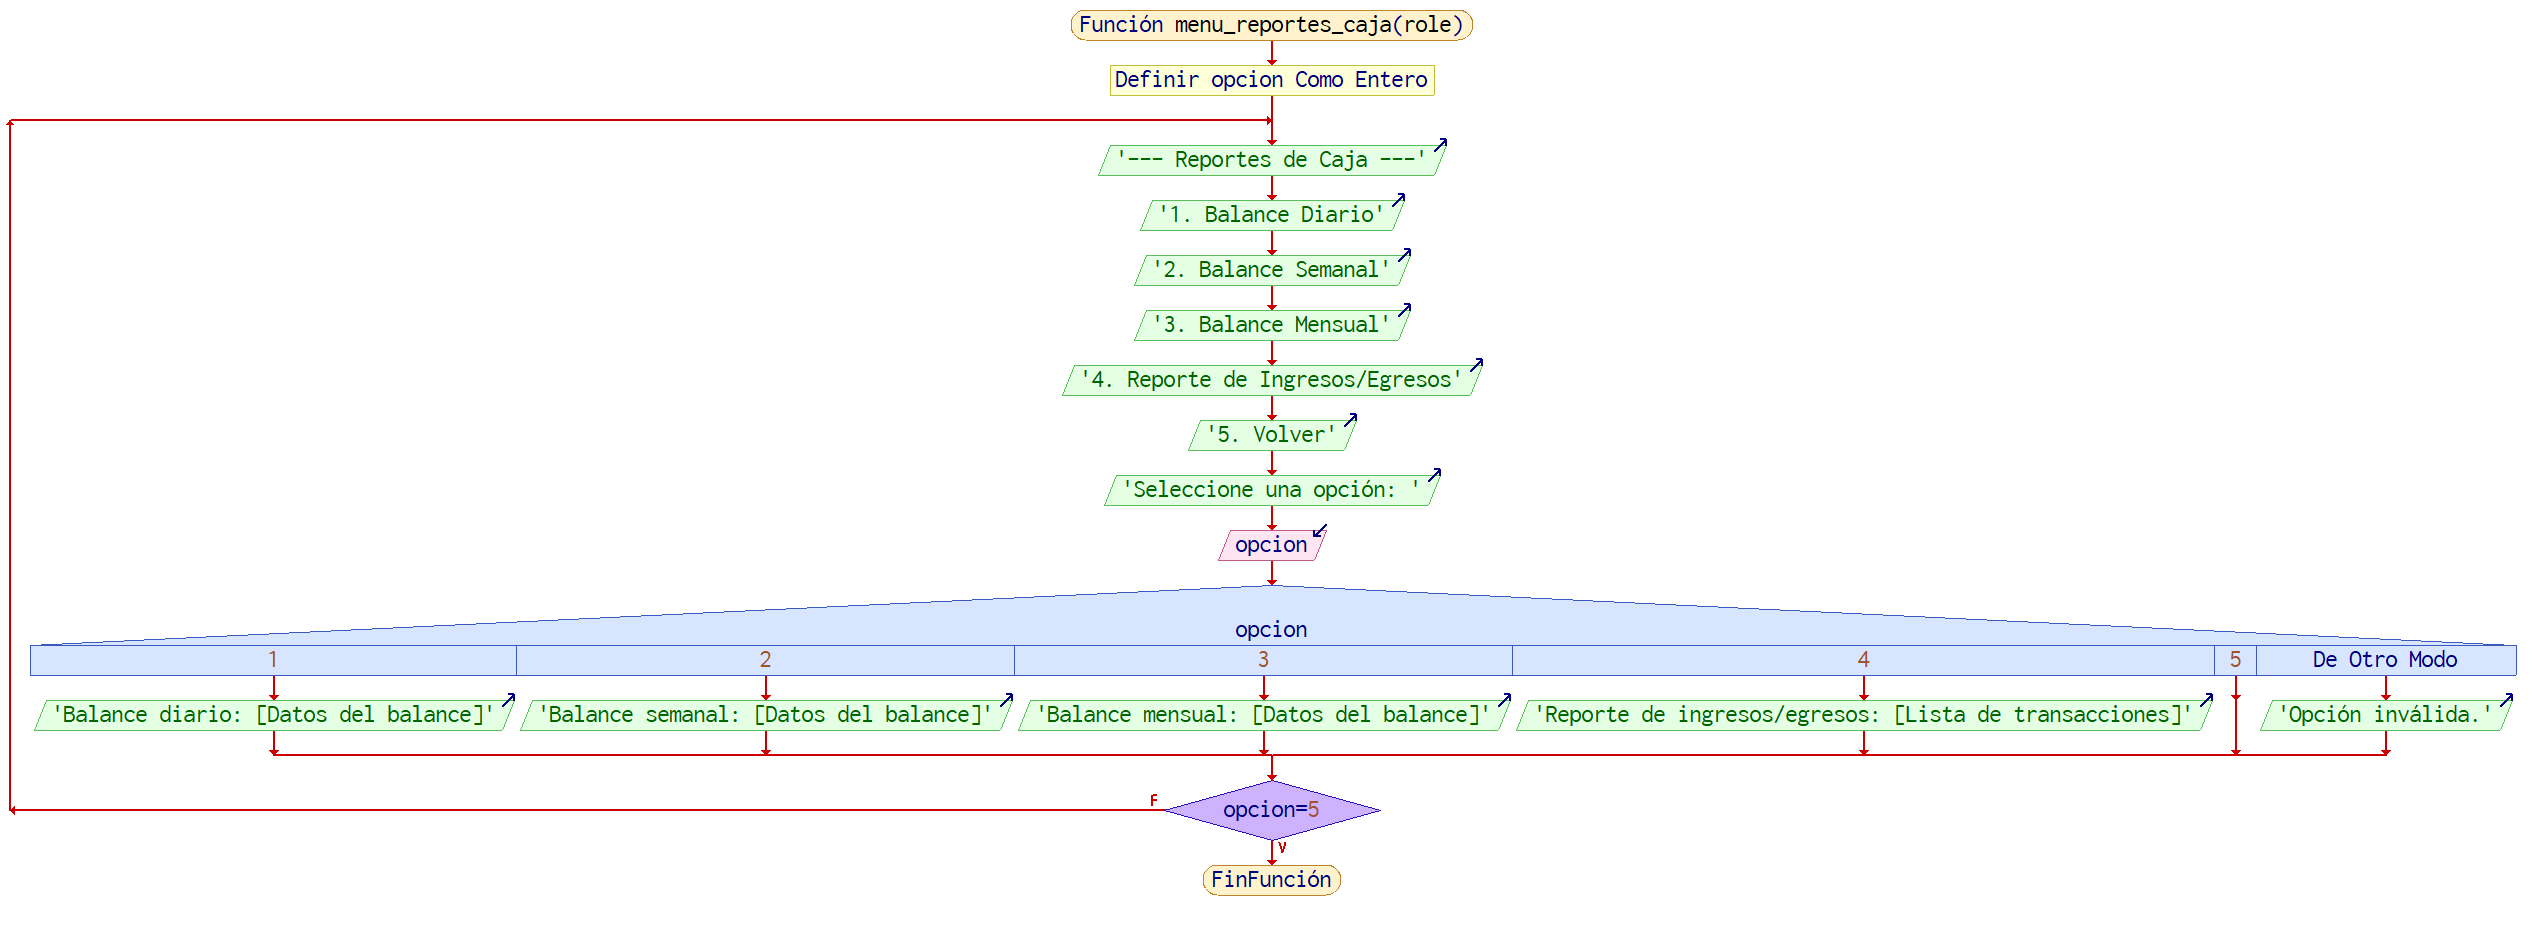 Función menu_reportes_caja(role)
Definir opcion Como Entero
'--- Reportes de Caja ---'
'1. Balance Diario'
'2. Balance Semanal'
'3. Balance Mensual'
'4. Reporte de Ingresos/Egresos'
'5. Volver'
'Seleccione una opción: '
opcion
opcion
1 2 3 4 5 De Otro Modo
'Balance diario: [Datos del balance]' 'Balance semanal: [Datos del balance]' 'Balance mensual: [Datos del balance]' 'Reporte de ingresos/egresos: [Lista de transacciones]' 'Opción inválida.'
F
opcion=5
V
FinFunción